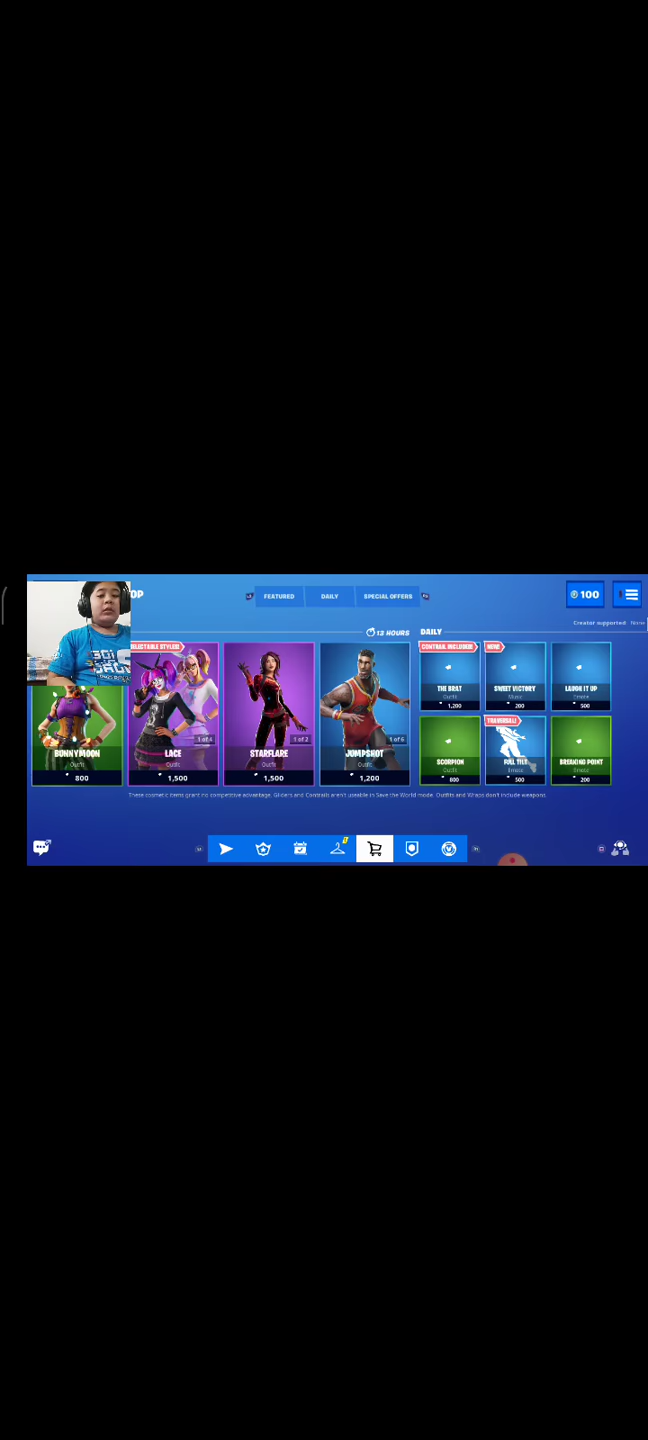 OP
FEATURED DAILY SPECIAL OFFERS
100
Creator supported None
13 HOURS
DAILY
SELECTABLE STYLES!
BUNNYMOON
Outfit
800
LACE
Outfit
1 of 4
1,500
STARFLARE
Outfit
1 of 2
1,500
JUMPSHOT
Outfit
1 of 6
1,200
CONTRAIL INCLUDED!
THE BRAT
Outfit
1,200
NEW!
SWEET VICTORY
Music
200
LAUGH IT UP
Emote
500
SCORPION
Outfit
800
TRAVERSAL!
FULL TILT
Emote
500
BREAKING POINT
Emote
200
These cosmetic items grant no competitive advantage. Gliders and Contrails aren't useable in Save the World mode. Outfits and Wraps don't include weapons.